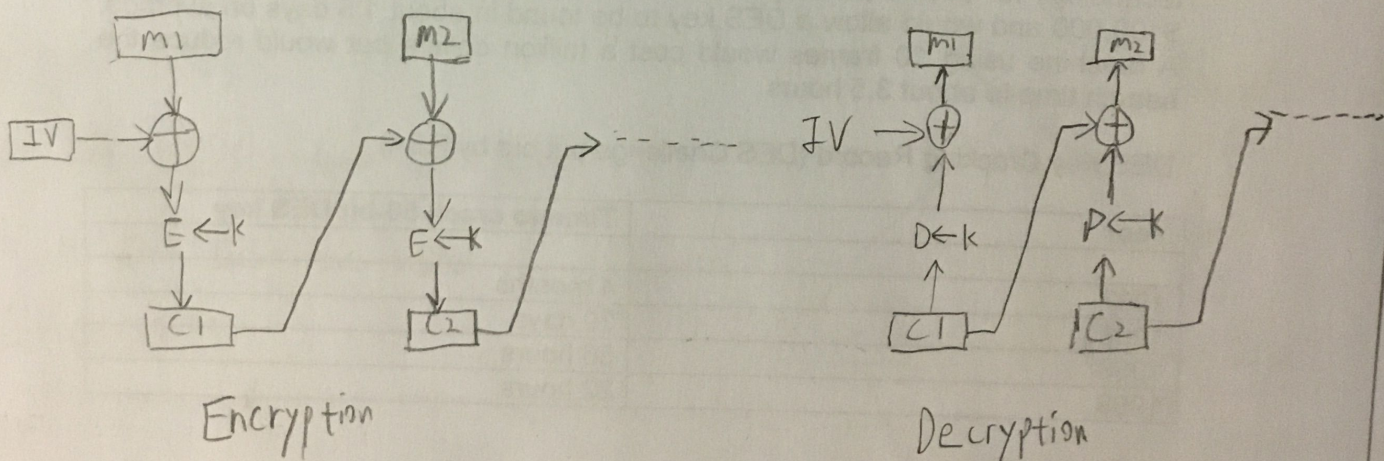 m1 m2 m1 m2
IV IV
E←K E←K D←K D←K
C1 C2 C1 C2
Encryption Decryption